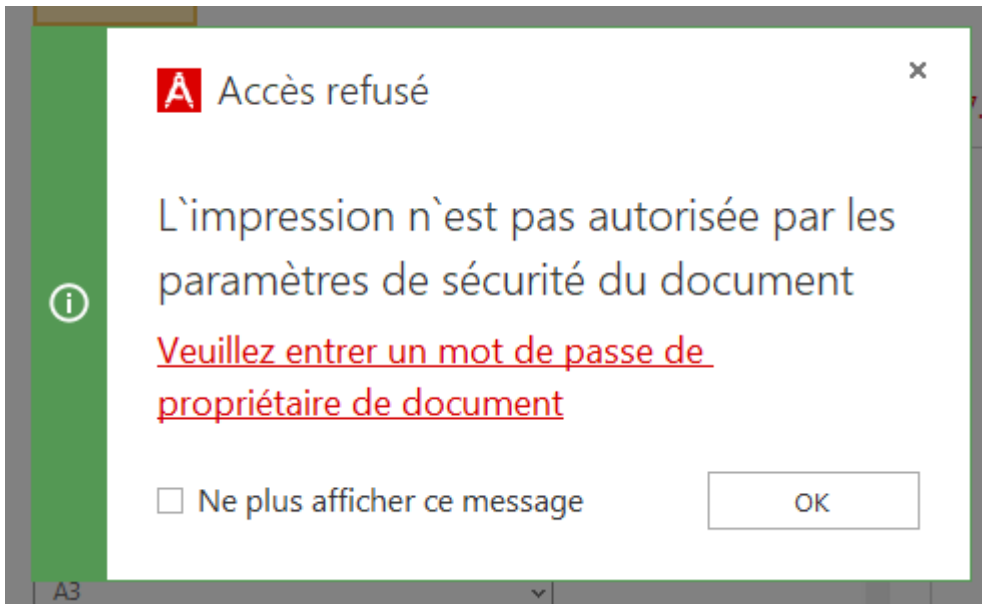 Accès refusé
L`impression n`est pas autorisée par les
paramètres de sécurité du document
Veuillez entrer un mot de passe de
propriétaire de document
Ne plus afficher ce message
OK
A3